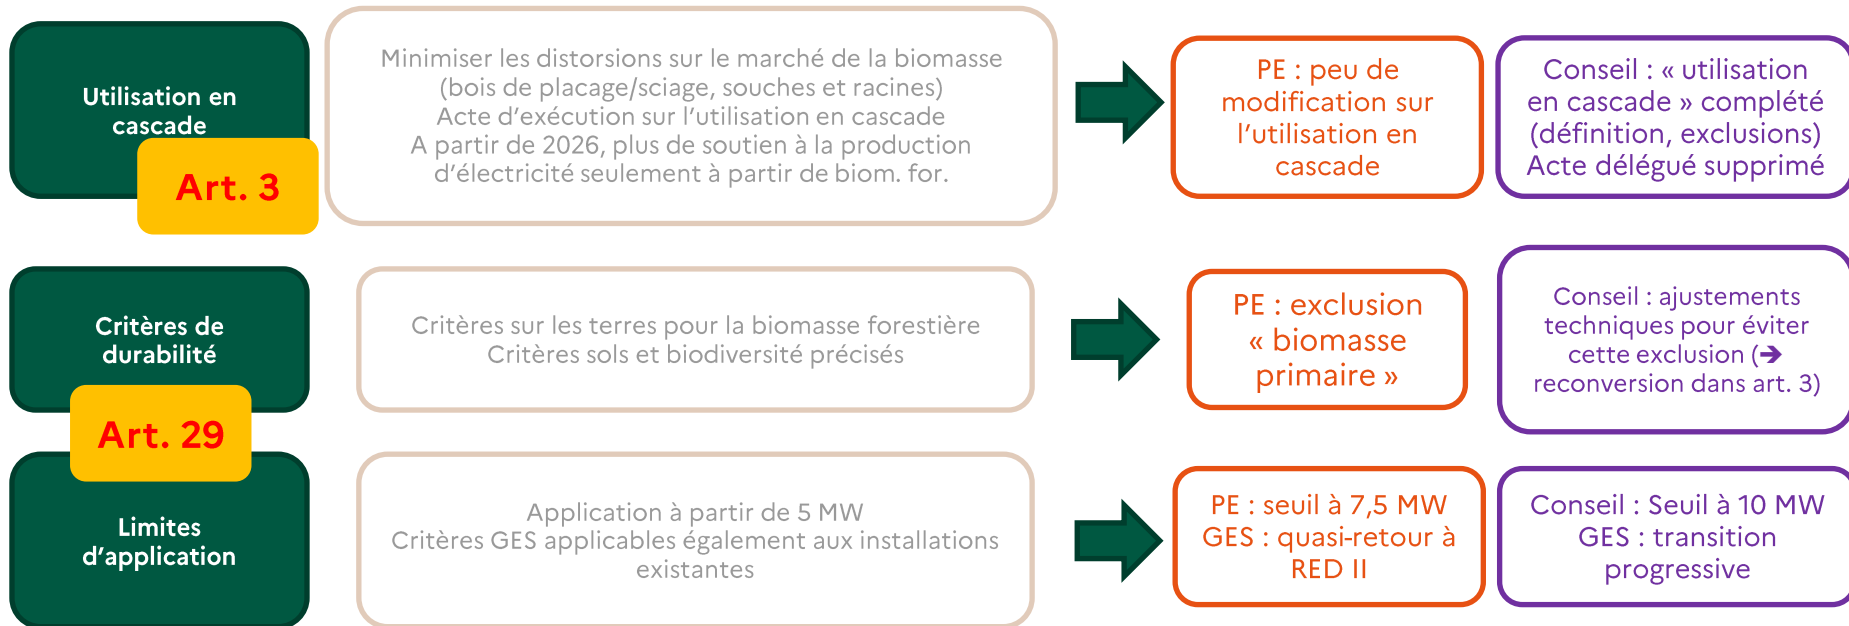 Utilisation en
cascade
Art. 3
Minimiser les distorsions sur le marché de la biomasse
(bois de placage/sciage, souches et racines)
Acte d'exécution sur l'utilisation en cascade
A partir de 2026, plus de soutien à la production
d'électricité seulement à partir de biom. for.
PE : peu de
modification sur
l'utilisation en
cascade
Conseil : « utilisation
en cascade » complété
(définition, exclusions)
Acte délégué supprimé
Critères de
durabilité
Critères sur les terres pour la biomasse forestière
Critères sols et biodiversité précisés
PE : exclusion
« biomasse
primaire »
Conseil : ajustements
techniques pour éviter
cette exclusion (➔
reconversion dans art. 3)
Art. 29
Limites
d'application
Application à partir de 5 MW
Critères GES applicables également aux installations
existantes
PE : seuil à 7,5 MW
GES : quasi-retour à
RED II
Conseil : Seuil à 10 MW
GES : transition
progressive